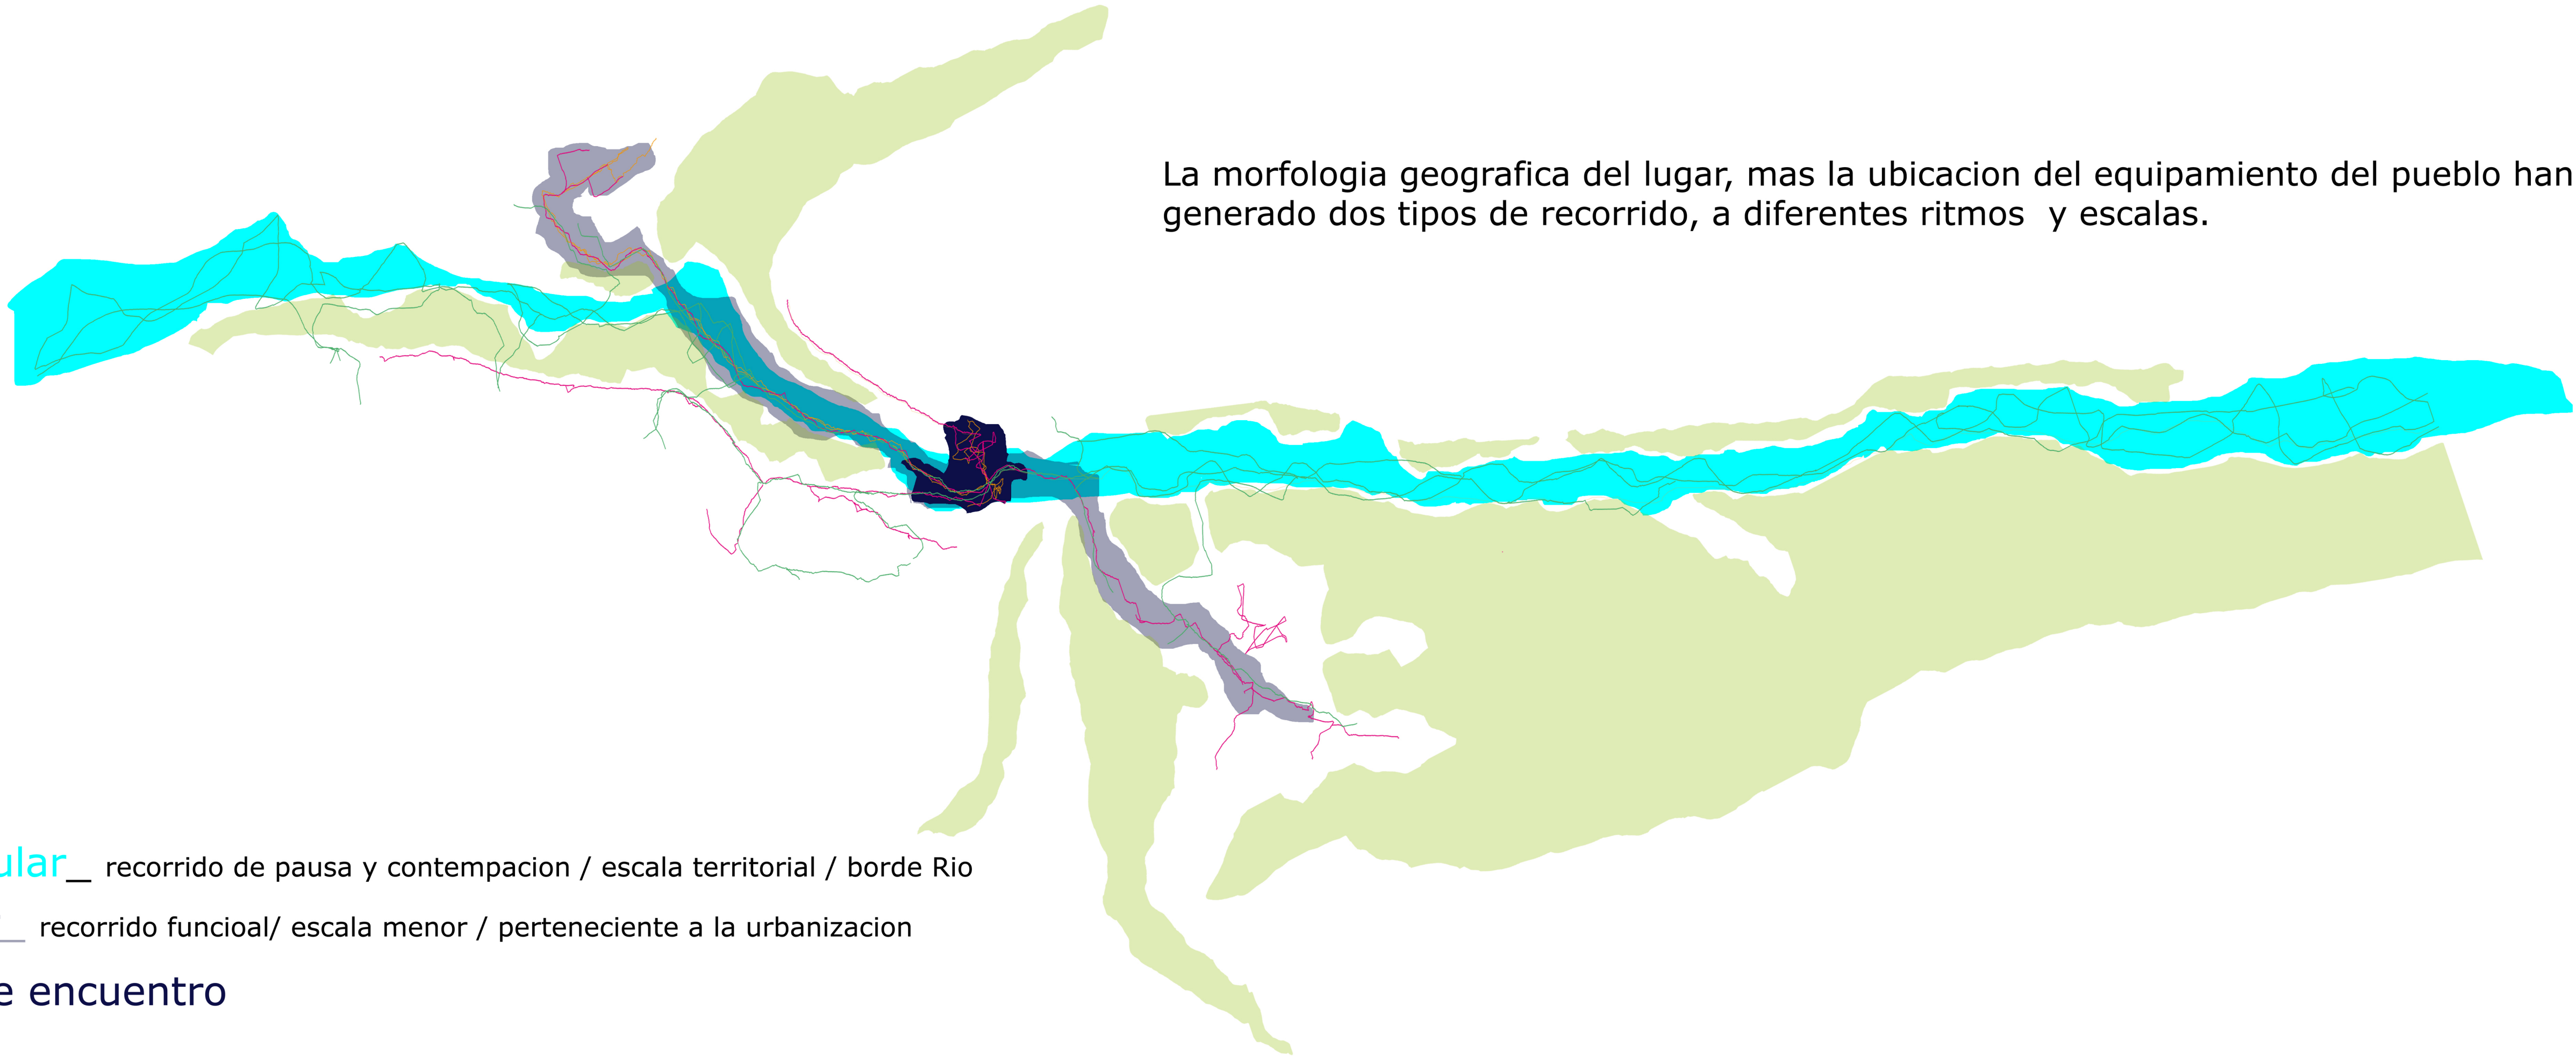 La morfologia geografica del lugar, mas la ubicacion del equipamiento del pueblo han
generado dos tipos de recorrido, a diferentes ritmos y escalas.
ular_ recorrido de pausa y contempacion / escala territorial / borde Rio
_ recorrido funcioal/ escala menor / perteneciente a la urbanizacion
e encuentro